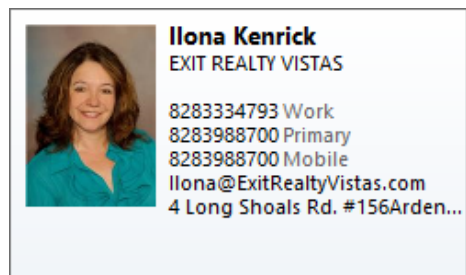 Ilona Kenrick
EXIT REALTY VISTAS
8283334793 Work
8283988700 Primary
8283988700 Mobile
Ilona@ExitRealtyVistas.com
4 Long Shoals Rd. #156Arden...